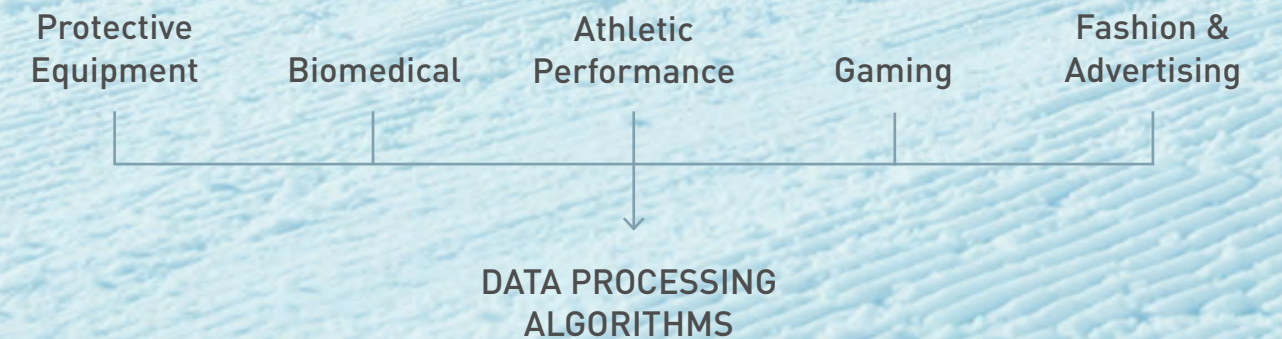 Protective
Equipment
Biomedical
Athletic
Performance
Gaming
Fashion &
Advertising
DATA PROCESSING
ALGORITHMS